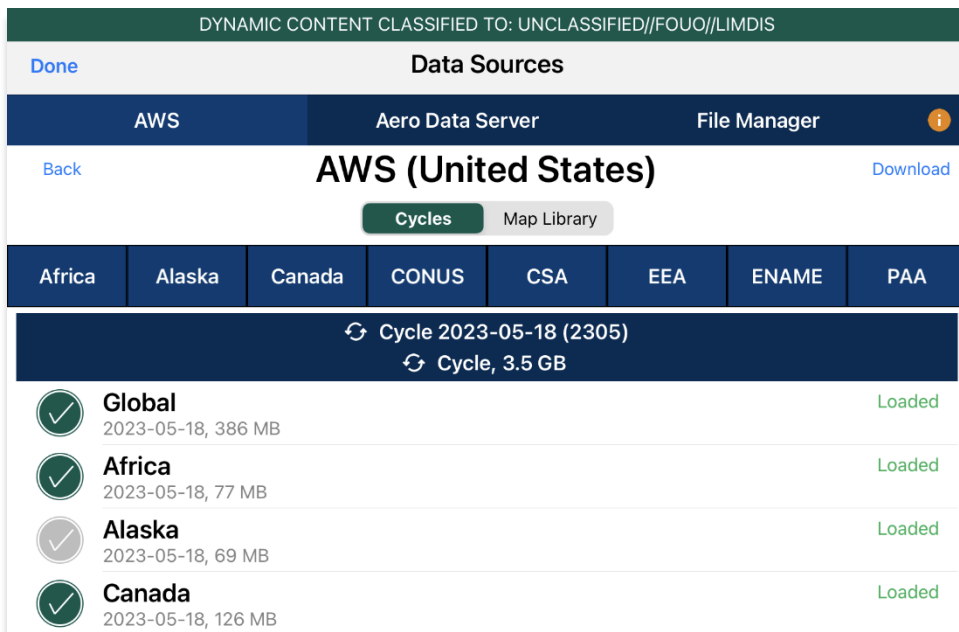 DYNAMIC CONTENT CLASSIFIED TO: UNCLASSIFIED//FOUO//LIMDIS
Done Data Sources
AWS Aero Data Server File Manager i
Back AWS (United States) Download
Cycles Map Library
Africa Alaska Canada CONUS CSA EEA ENAME PAA
Cycle 2023-05-18 (2305)
Cycle, 3.5 GB
Global Loaded
2023-05-18, 386 MB
Africa Loaded
2023-05-18, 77 MB
Alaska Loaded
2023-05-18, 69 MB
Canada Loaded
2023-05-18, 126 MB